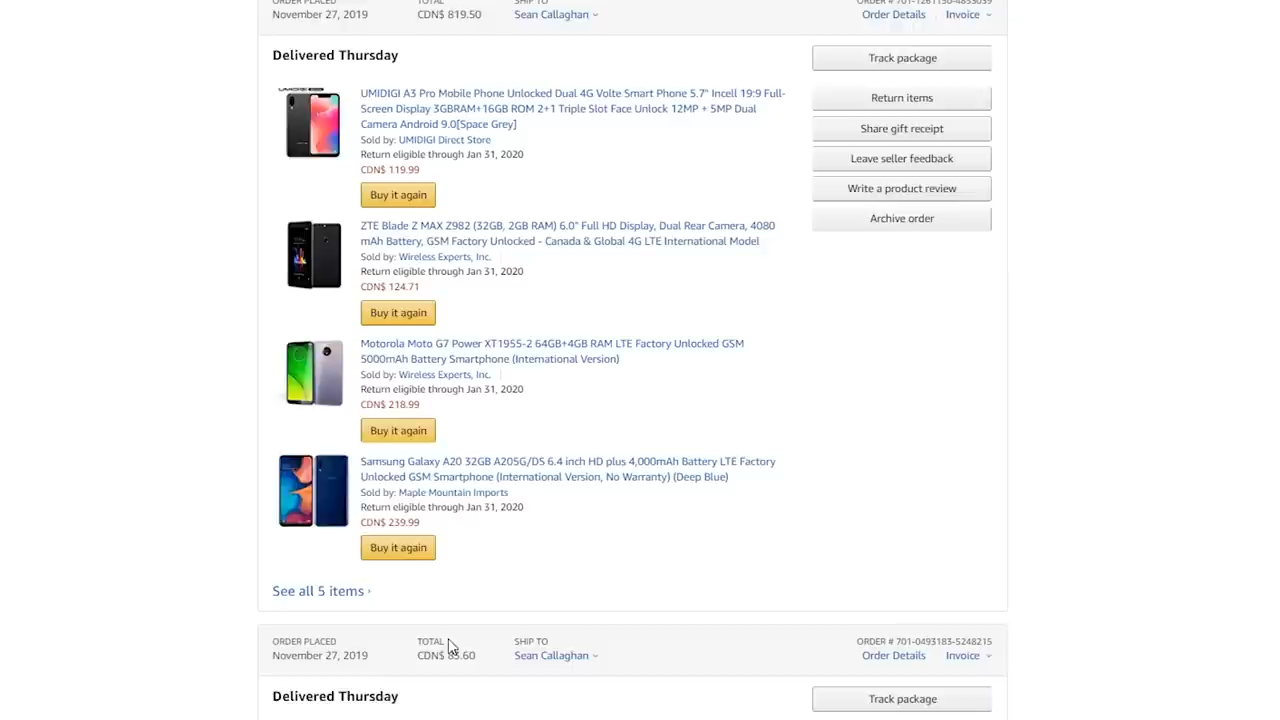 ORDER PLACED TOTAL SHIP TO
November 27, 2019 CDN$ 819.50 Sean Callaghan Order Details Invoice
Delivered Thursday
Track package
UMIDIGI A3 Pro Mobile Phone Unlocked Dual 4G Volte Smart Phone 5.7" Incell 19:9 Full-
Screen Display 3GBRAM+16GB ROM 2+1 Triple Slot Face Unlock 12MP + 5MP Dual
Camera Android 9.0[Space Grey]
Sold by: UMIDIGI Direct Store
Return eligible through Jan 31, 2020
CDN$ 119.99
Buy it again
Return items
Share gift receipt
Leave seller feedback
Write a product review
Archive order
ZTE Blade Z MAX Z982 (32GB, 2GB RAM) 6.0" Full HD Display, Dual Rear Camera, 4080
mAh Battery, GSM Factory Unlocked - Canada & Global 4G LTE International Model
Sold by: Wireless Experts, Inc.
Return eligible through Jan 31, 2020
CDN$ 124.71
Buy it again
Motorola Moto G7 Power XT1955-2 64GB+4GB RAM LTE Factory Unlocked GSM
5000mAh Battery Smartphone (International Version)
Sold by: Wireless Experts, Inc.
Return eligible through Jan 31, 2020
CDN$ 218.99
Buy it again
Samsung Galaxy A20 32GB A205G/DS 6.4 inch HD plus 4,000mAh Battery LTE Factory
Unlocked GSM Smartphone (International Version, No Warranty) (Deep Blue)
Sold by: Maple Mountain Imports
Return eligible through Jan 31, 2020
CDN$ 239.99
Buy it again
See all 5 items ›
ORDER PLACED TOTAL SHIP TO ORDER # 701-0493183-5248215
November 27, 2019 CDN$ Sean Callaghan Order Details Invoice
Delivered Thursday
Track package